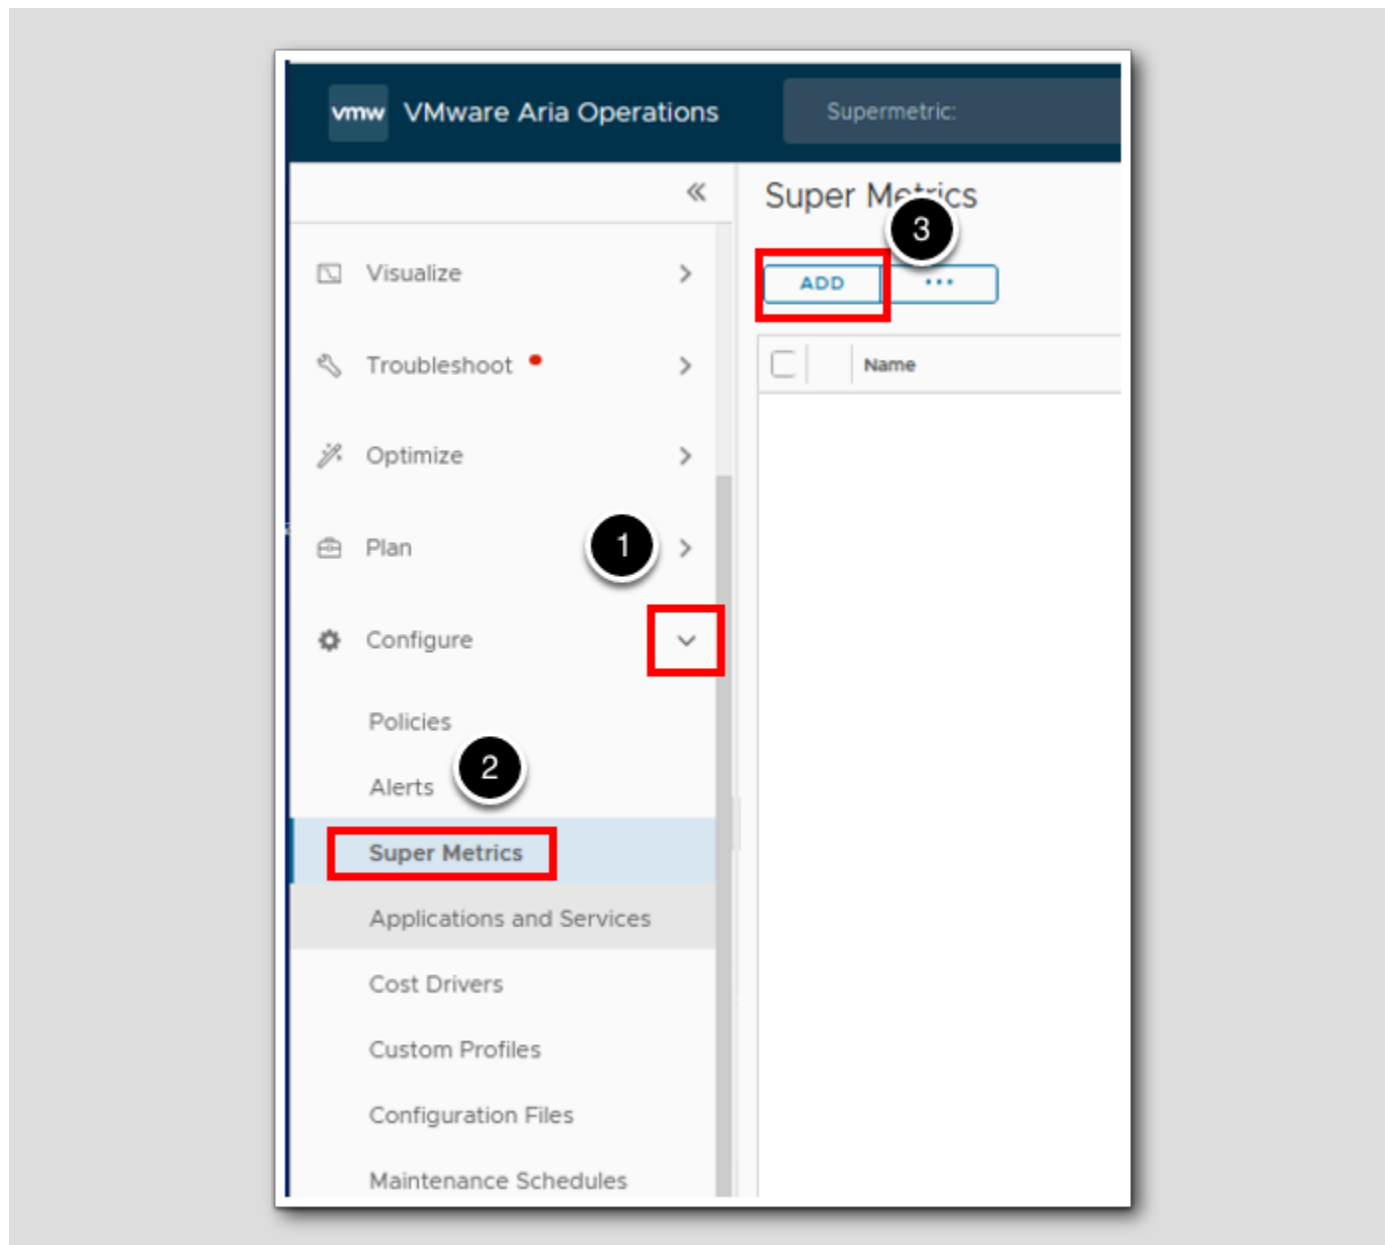 vmw VMware Aria Operations Supermetric:
Super Metrics
3
ADD ...
Name
Visualize
Troubleshoot
Optimize
Plan
1
Configure
Policies
Alerts
2
Super Metrics
Applications and Services
Cost Drivers
Custom Profiles
Configuration Files
Maintenance Schedules